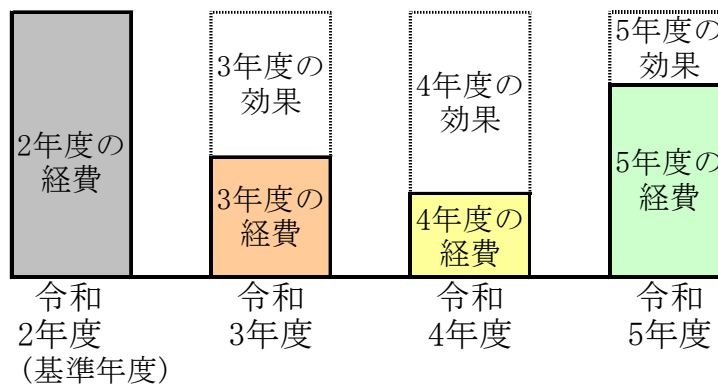 2年度の
経費
3年度の
効果
3年度の
経費
4年度の
効果
4年度の
経費
5年度の
効果
5年度の
経費
令和
2年度
(基準年度)
令和
3年度
令和
4年度
令和
5年度